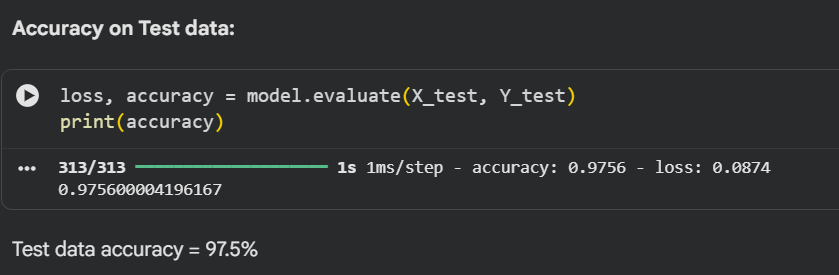 Accuracy on Test data:
loss, accuracy = model.evaluate(X_test, Y_test)
print(accuracy)
313/313 ━━━━━━━━━━━━━━━━━━━━ 1s 1ms/step - accuracy: 0.9756 - loss: 0.0874
0.975600004196167
Test data accuracy = 97.5%